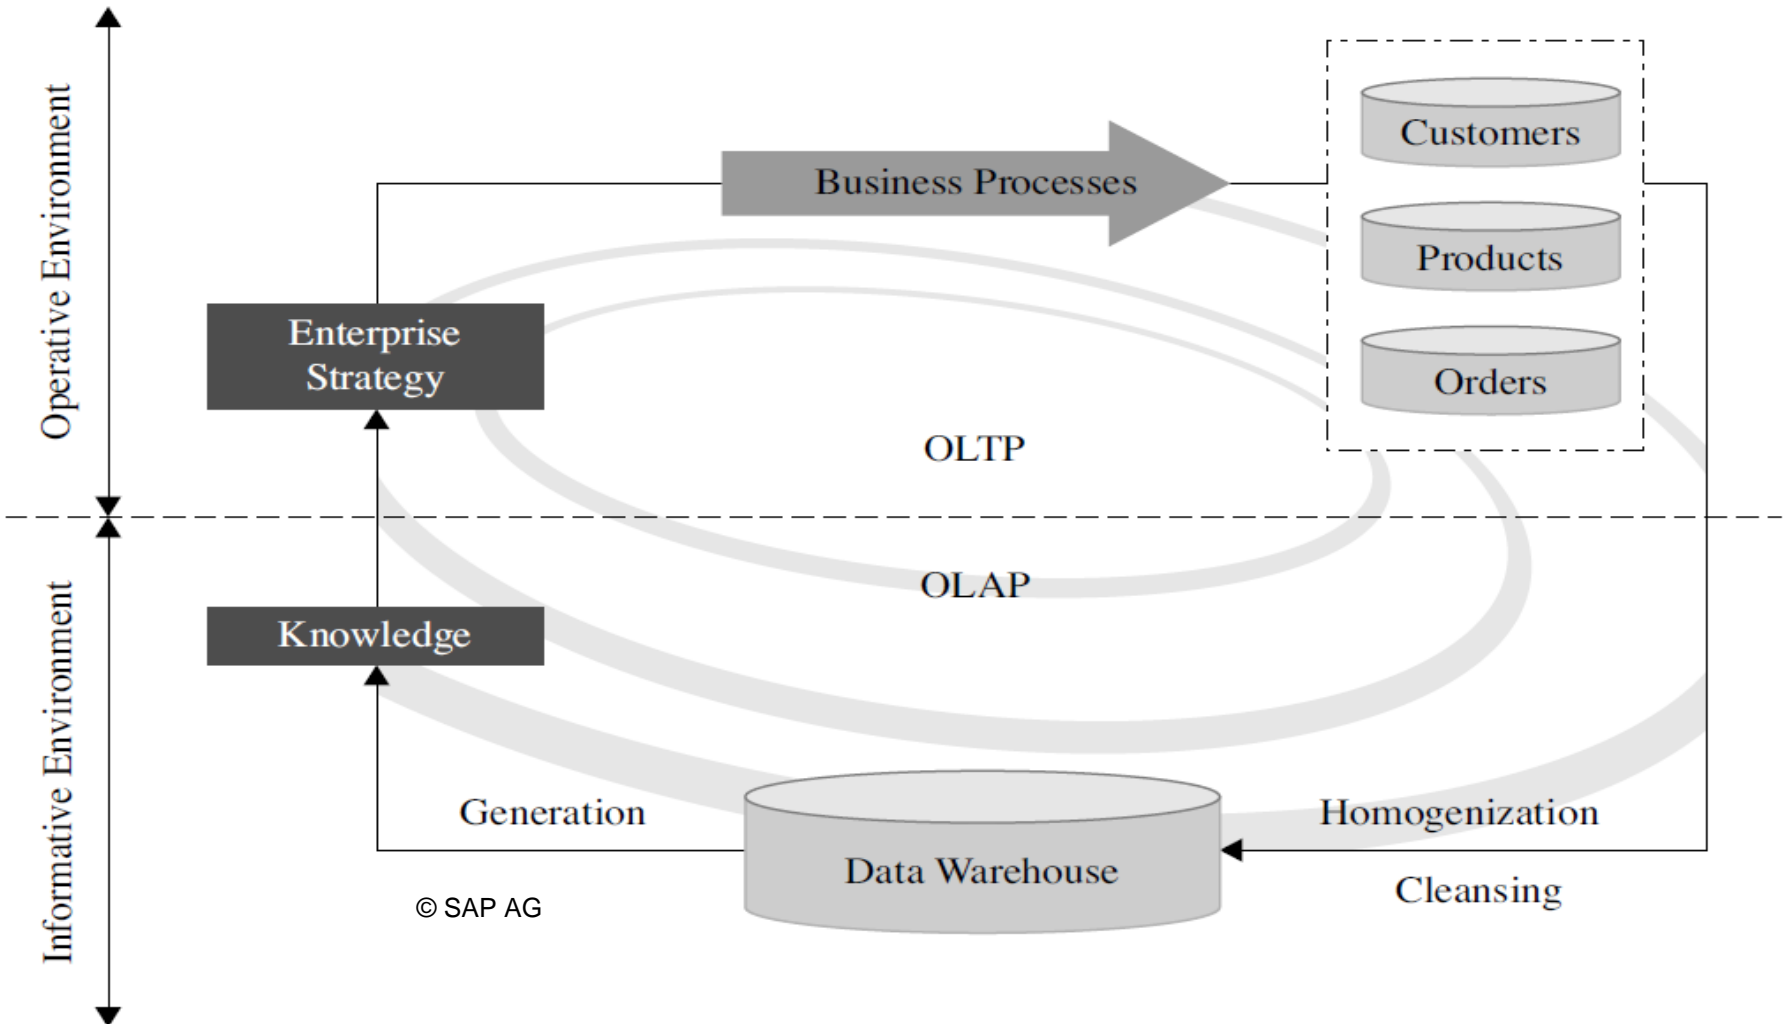 Operative Environment
Customers
Business Processes
Products
Enterprise
Strategy
Orders
OLTP
OLAP
Informative Environment
Knowledge
Generation
Homogenization
Data Warehouse
Cleansing
© SAP AG